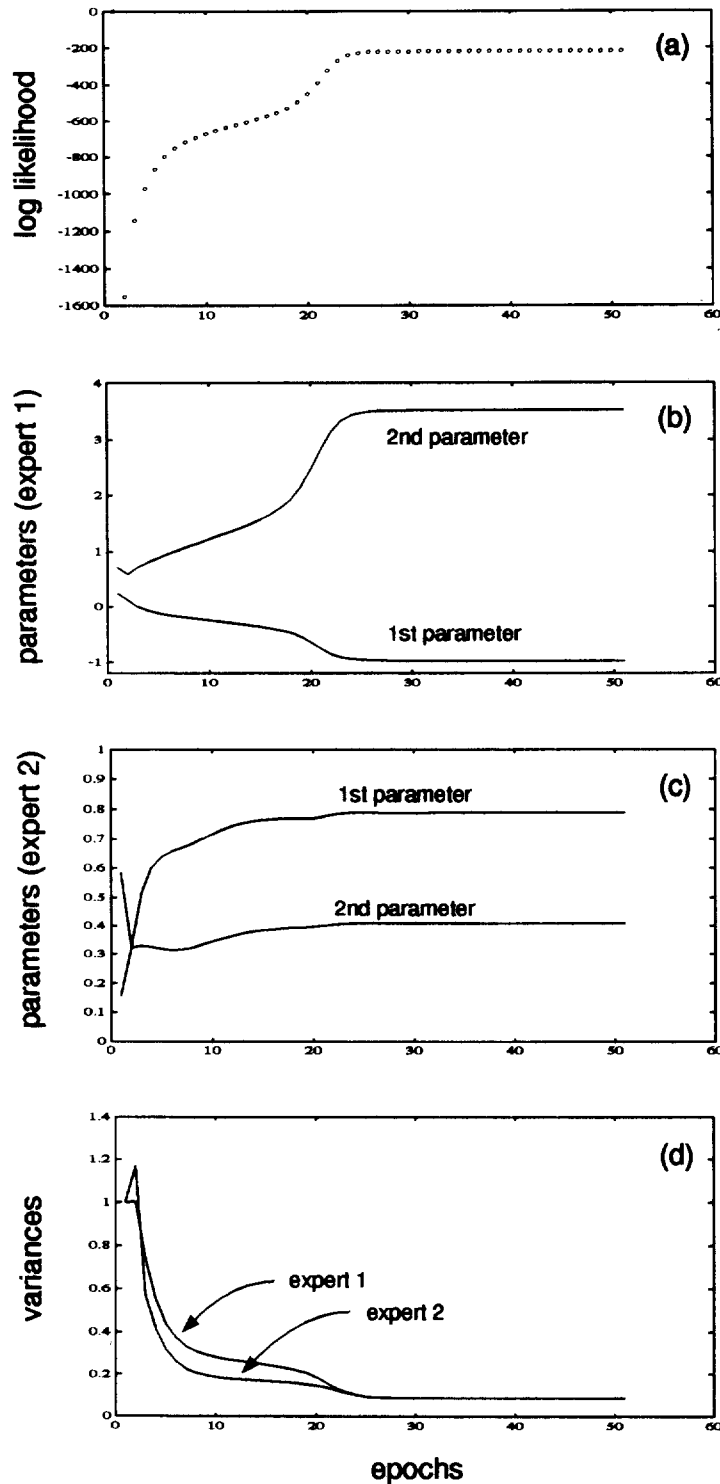 (a)
log likelihood
0
-200
-400
-600
-800
-1000
-1200
-1400
-1600
0 10 20 30 40 50 60
(b)
parameters (expert 1)
4
3
2
1
0
-1
2nd parameter
1st parameter
0 10 20 30 40 50 60
(c)
parameters (expert 2)
1
0.9
0.8
0.7
0.6
0.5
0.4
0.3
0.2
0.1
0
1st parameter
2nd parameter
0 10 20 30 40 50 60
(d)
variances
1.4
1.2
1
0.8
0.6
0.4
0.2
0
expert 1
expert 2
0 10 20 30 40 50 60
epochs